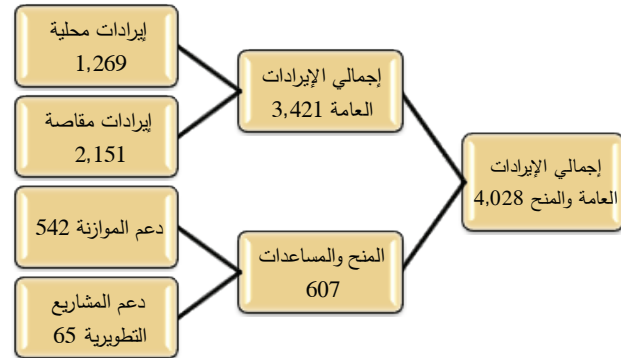 إيرادات محلية
1,269
إيرادات مقاصة
2,151
إجمالي الإيرادات
العامة 3,421
دعم الموازنة 542
دعم المشاريع
التطويرية 65
المنح والمساعدات
607
إجمالي الإيرادات
العامة والمنح 4,028